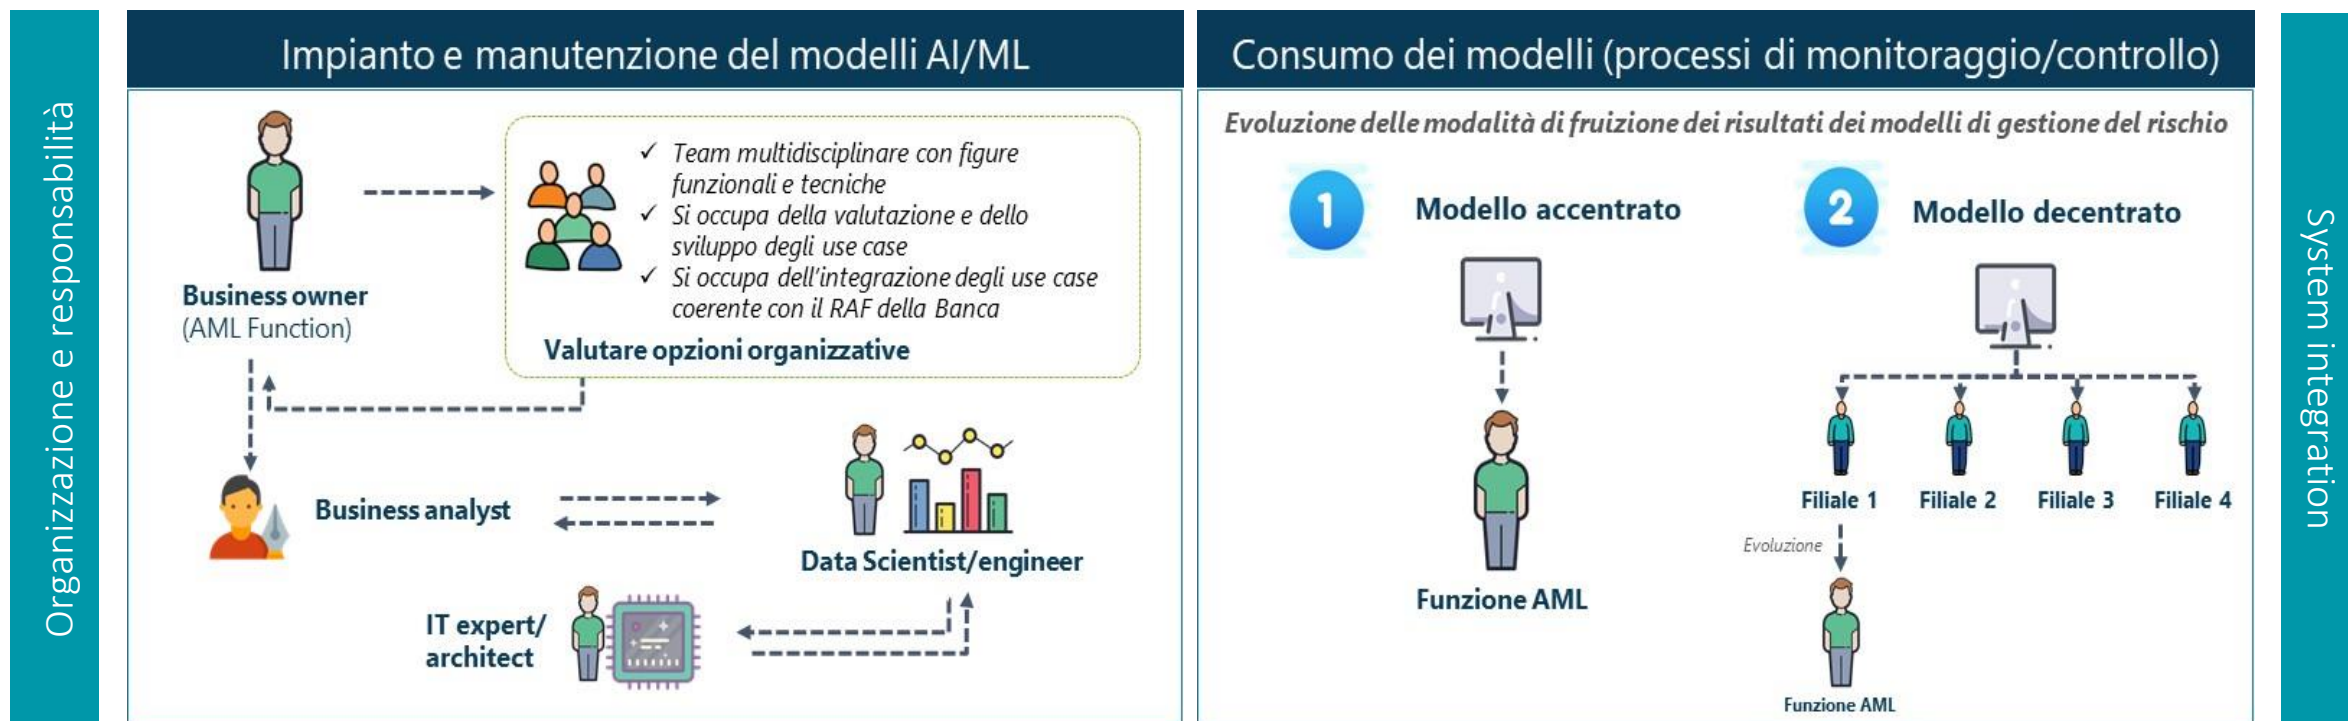 Organizzazione e responsabilità
Impianto e manutenzione del modelli AI/ML
✓ Team multidisciplinare con figure
funzionali e tecniche
✓ Si occupa della valutazione e dello
sviluppo degli use case
✓ Si occupa dell'integrazione degli use case
coerente con il RAF della Banca
Valutare opzioni organizzative
Business owner
(AML Function)
Business analyst
Data Scientist/engineer
IT expert/
architect
Consumo dei modelli (processi di monitoraggio/controllo)
Evoluzione delle modalità di fruizione dei risultati dei modelli di gestione del rischio
1
Modello accentrato
Funzione AML
2
Modello decentrato
Filiale 1
Filiale 2
Filiale 3
Filiale 4
Evoluzione
Funzione AML
System integration